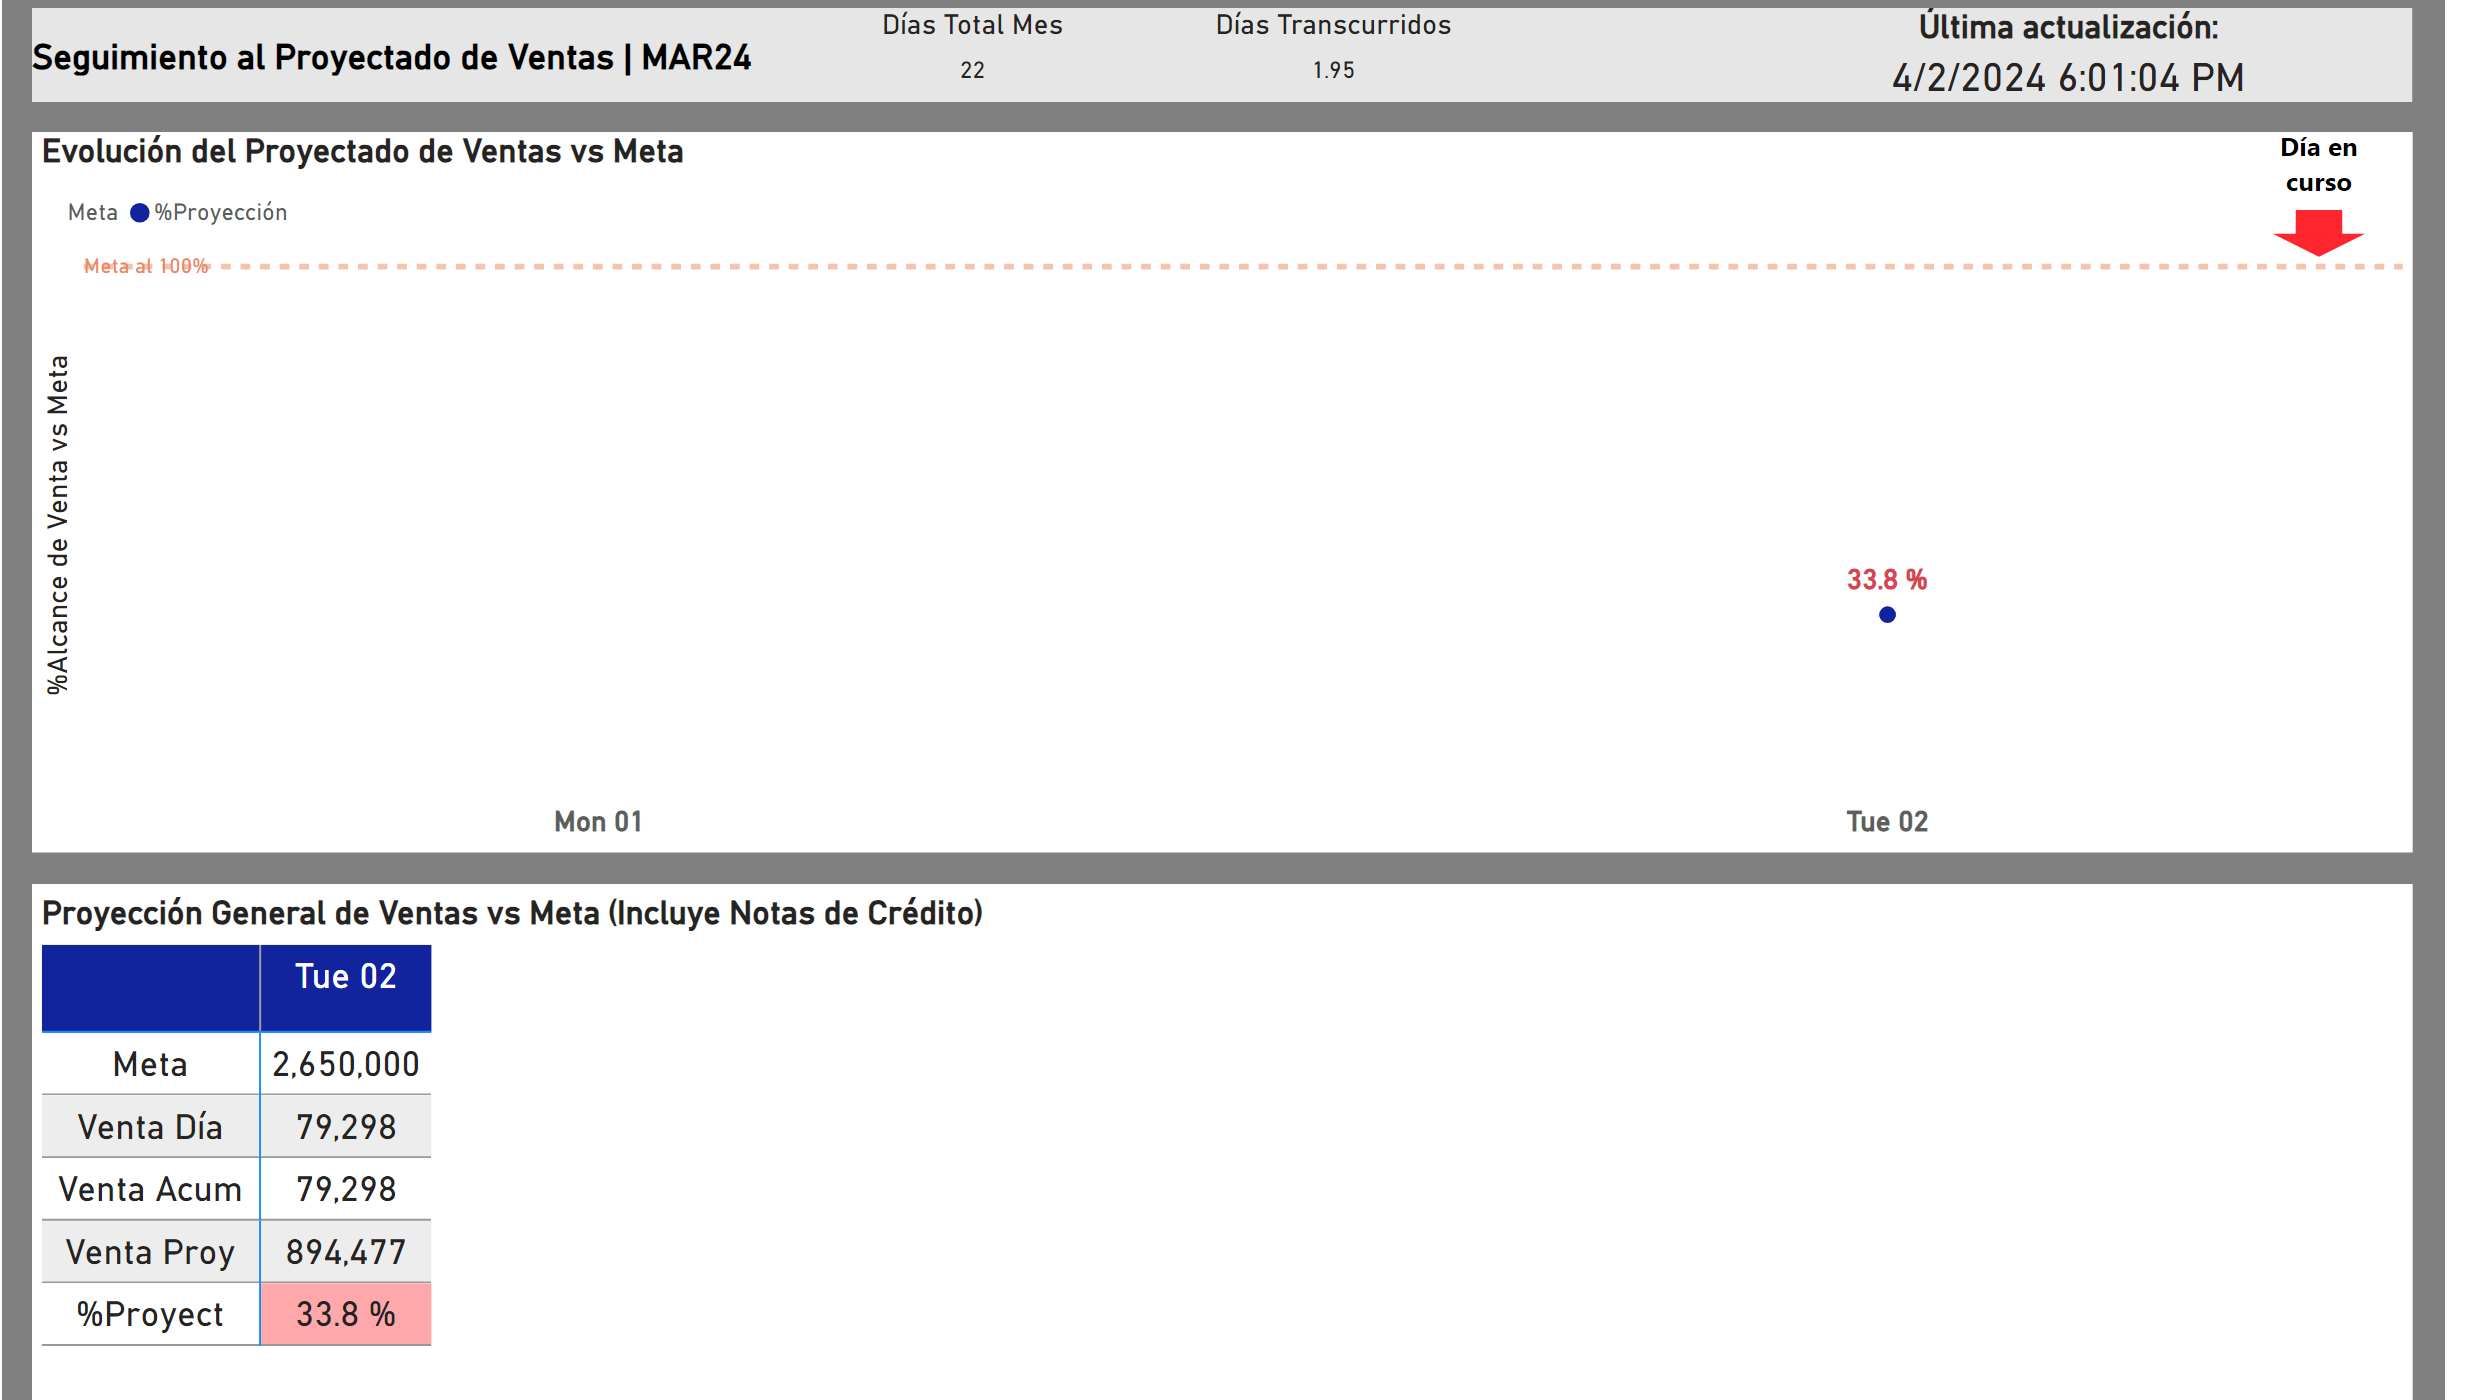 Seguimiento al Proyectado de Ventas | MAR24
Días Total Mes
22
Días Transcurridos
1.95
Última actualización:
4/2/2024 6:01:04 PM
Evolución del Proyectado de Ventas vs Meta
Día en
curso
Meta %Proyección
Meta al 100%
%Alcance de Venta vs Meta
33.8 %
Mon 01
Tue 02
Proyección General de Ventas vs Meta (Incluye Notas de Crédito)
Tue 02
Meta 2,650,000
Venta Día 79,298
Venta Acum 79,298
Venta Proy 894,477
%Proyect 33.8 %